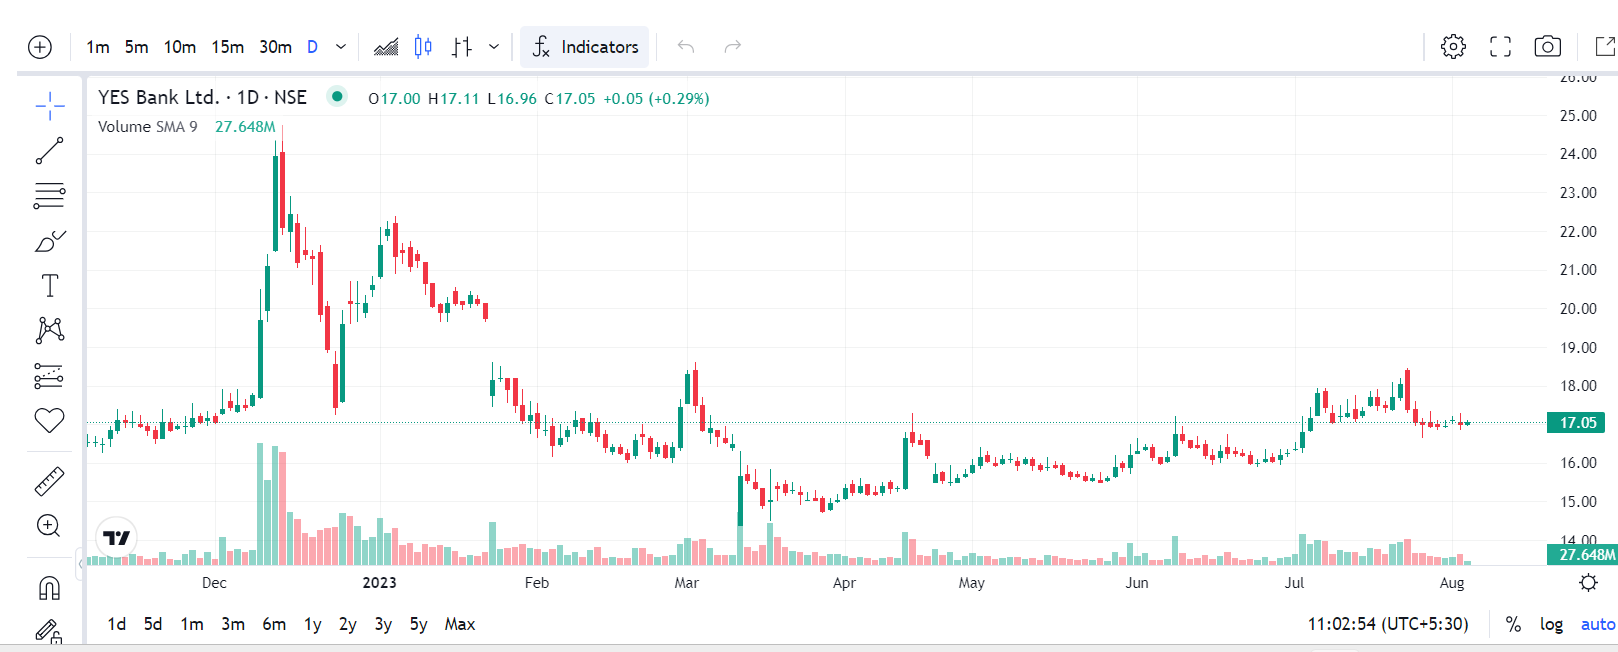 1m 5m 10m 15m 30m D Indicators
YES Bank Ltd. · 1D · NSE O17.00 H17.11 L16.96 C17.05 +0.05 (+0.29%)
Volume SMA 9 27.648M
26.00
25.00
24.00
23.00
22.00
21.00
20.00
19.00
18.00
17.05
16.00
15.00
14.00
27.648M
Dec 2023 Feb Mar Apr May Jun Jul Aug
1d 5d 1m 3m 6m 1y 2y 3y 5y Max 11:02:54 (UTC+5:30) % log auto